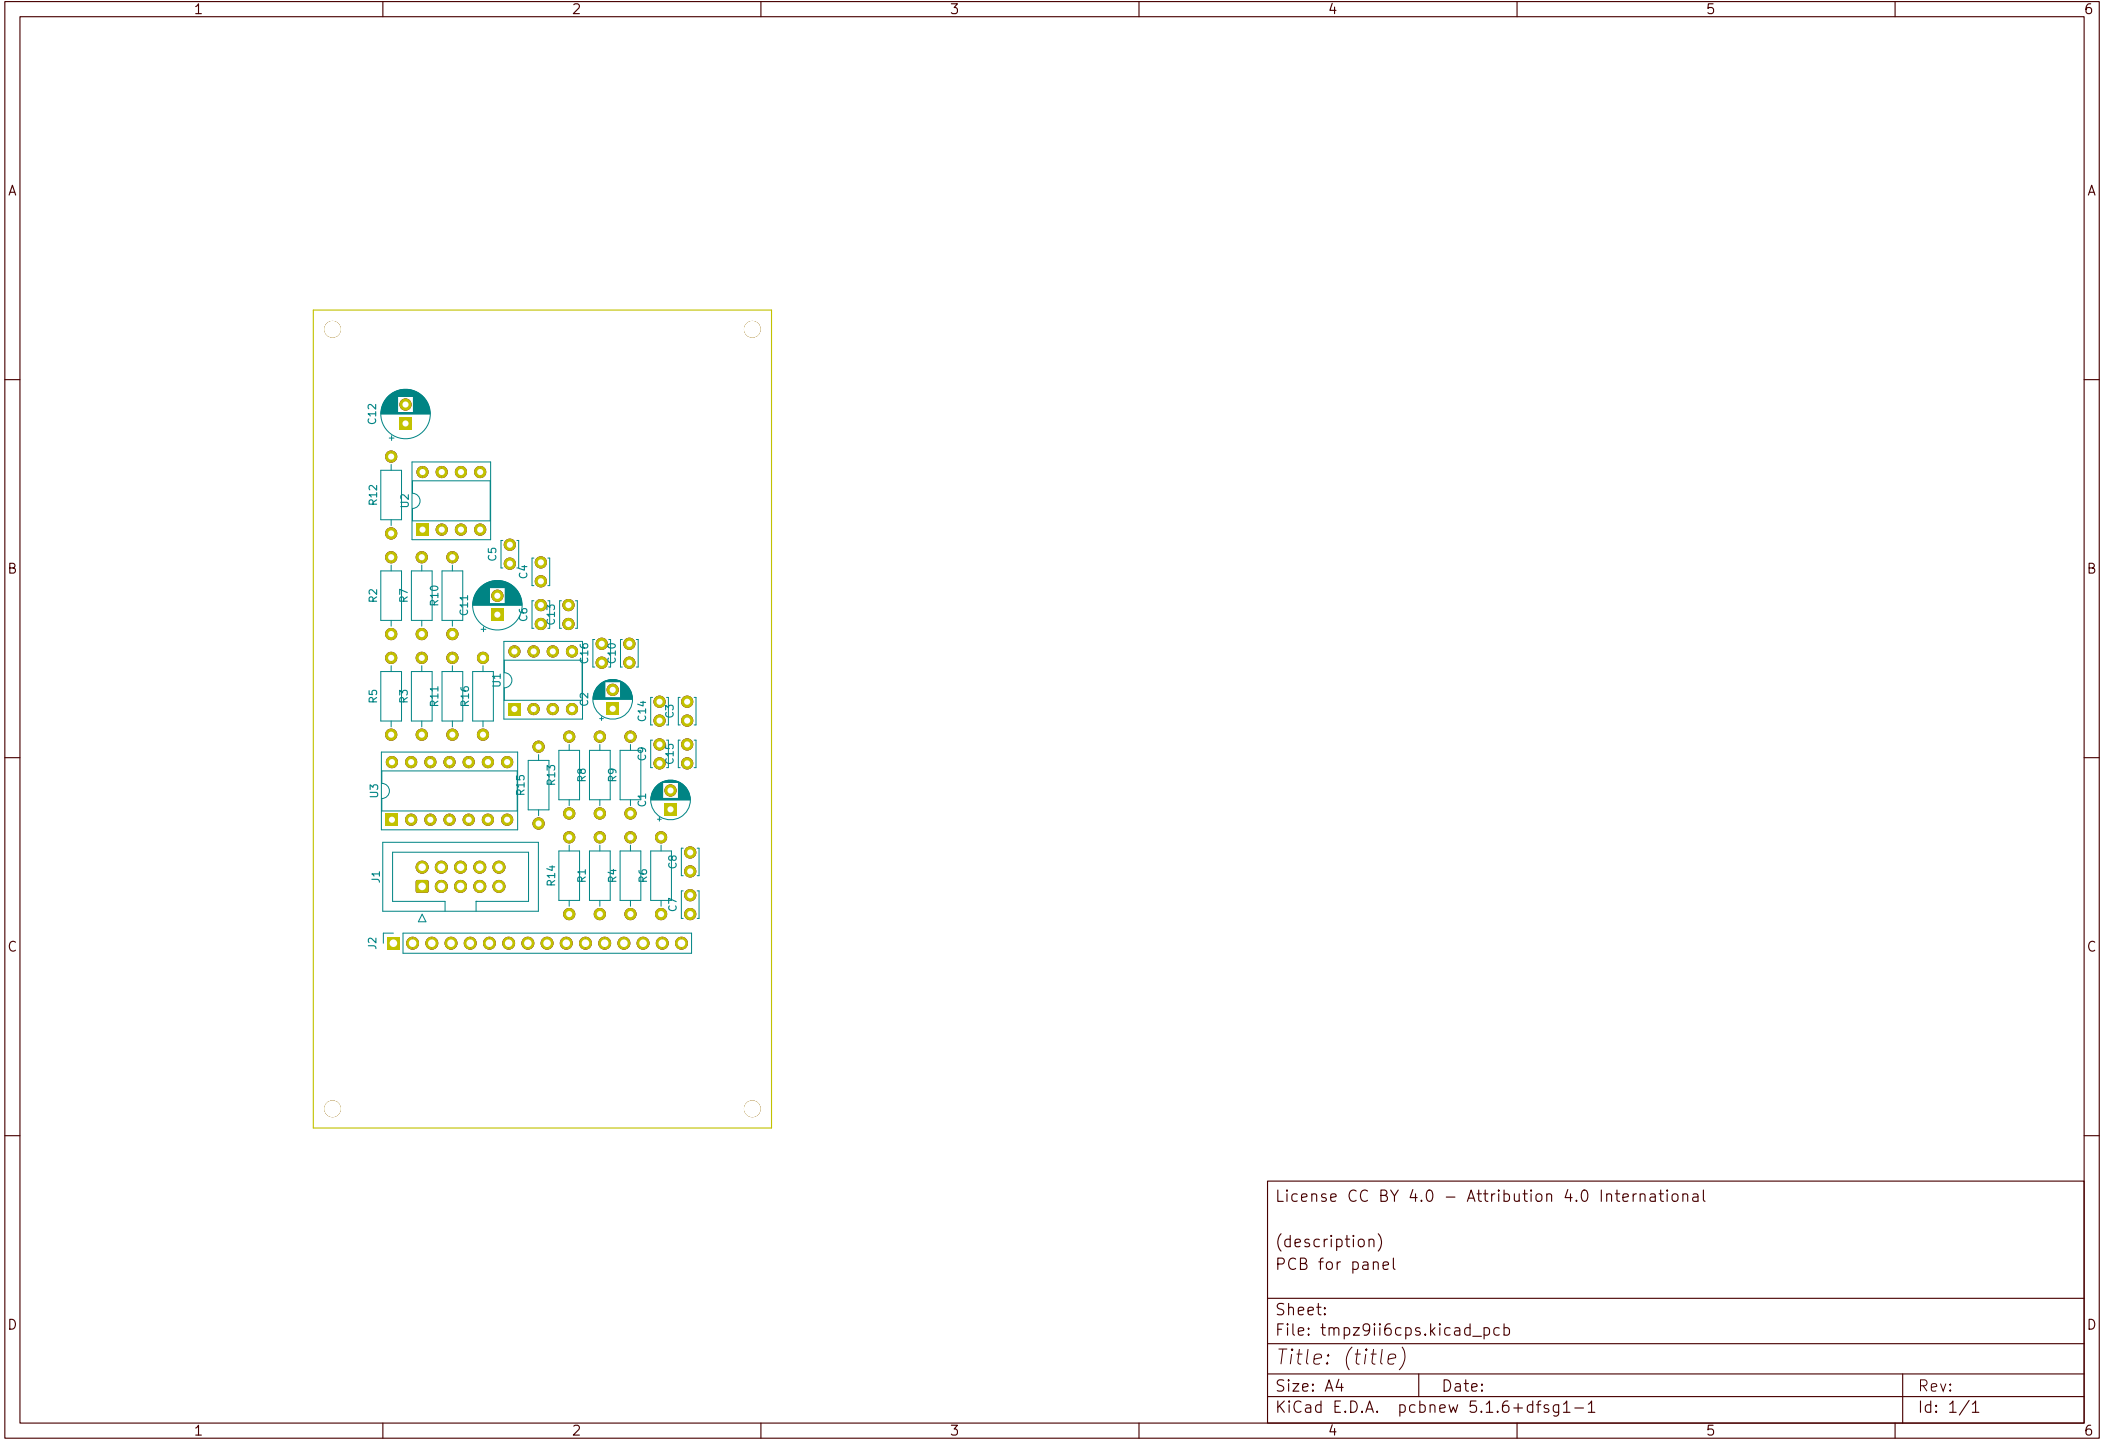 1 2 3 4 5 6
A A
C12
R12
U2
C5
C4
B B
R2
R7
R10
C11
C6
C13
C16
C10
U1
R5
R3
R11
R16
C2
C14
C3
C9
C15
U3
R15
R13
R8
R9
C1
J1
R14
R1
R4
R6
C8
C7
J2
C C
License CC BY 4.0 - Attribution 4.0 International
(description)
PCB for panel
Sheet:
File: tmpz9ii6cps.kicad_pcb
D D
Title: (title)
Size: A4 Date: Rev:
KiCad E.D.A. pcbnew 5.1.6+dfsg1-1 Id: 1/1
1 2 3 4 5 6